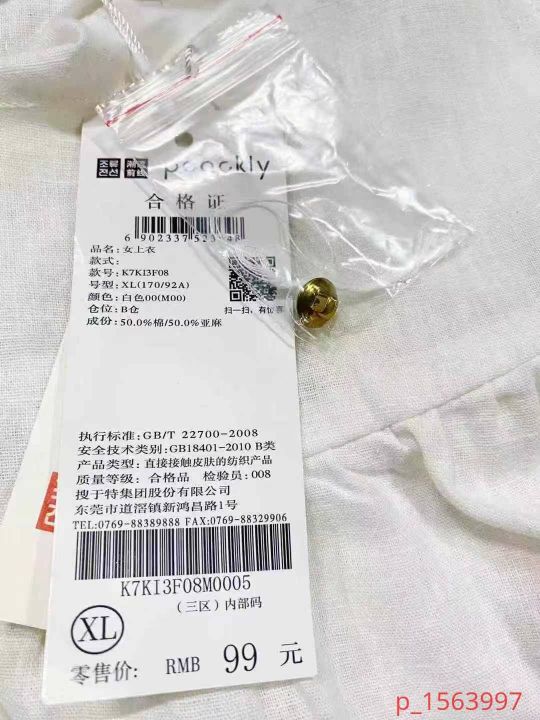 潮流前线
pcockly
合格证
品名:女上衣
款式:
款号:K7KI3F08
号型:XL(170/92A)
颜色:白色00(M00)
仓位:B仓
扫一扫,有
成份:50.0%棉/50.0%亚麻
执行标准:GB/T 22700-2008
安全技术类别:GB18401-2010 B类
产品类型:直接接触皮肤的纺织产品
质量等级:合格品 检验员:008
搜于特集团股份有限公司
东莞市道滘镇新鸿昌路1号
TEL:0769-88389888 FAX:0769-88329906
K7KI3F08M0005
(三区)内部码
XL
零售价: RMB 99 元
p_1563997